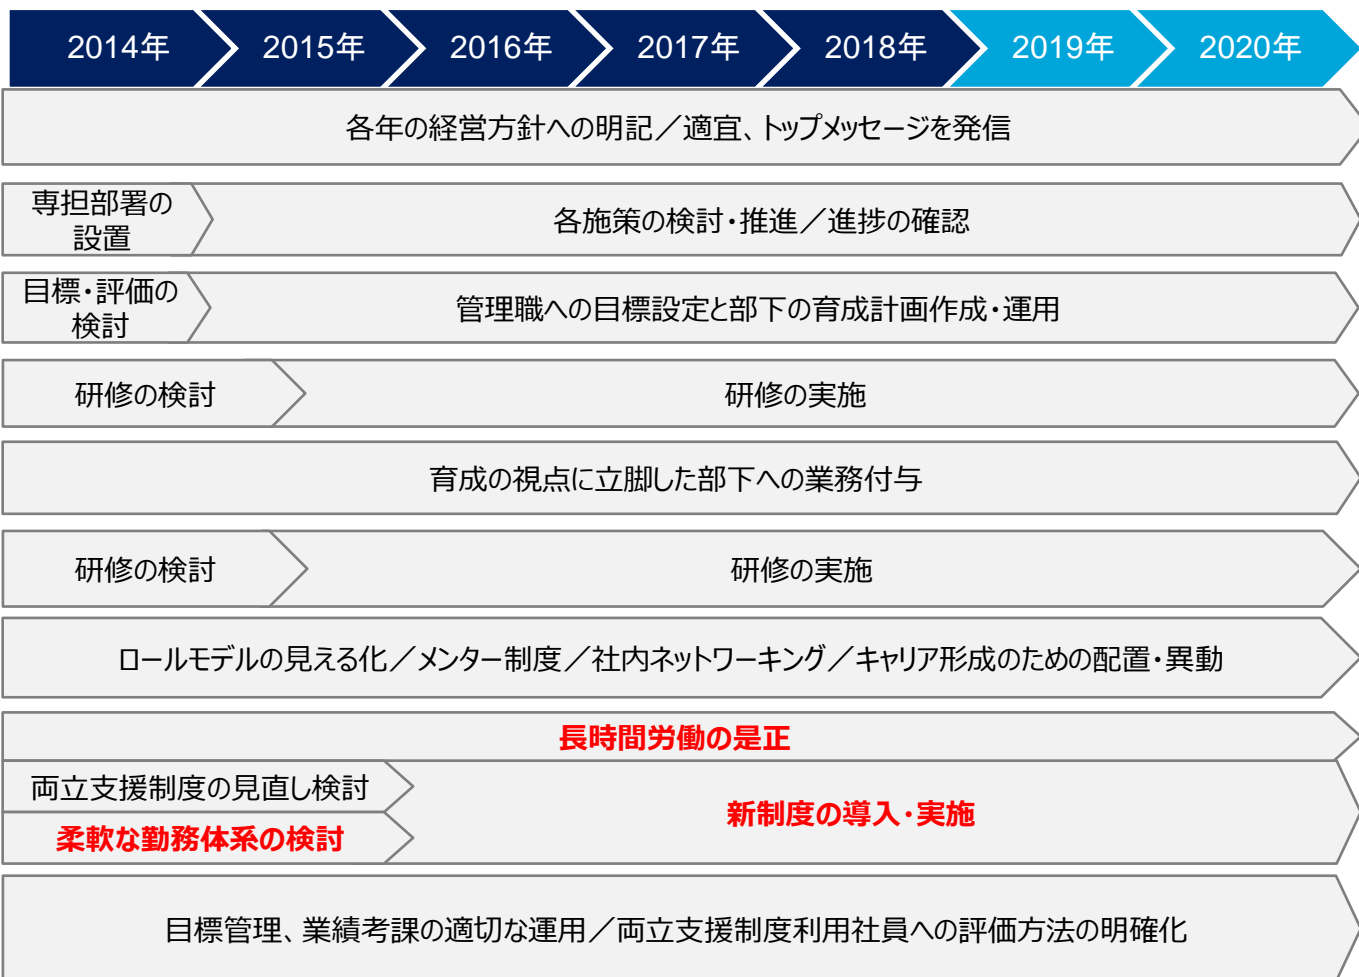 2014年 2015年 2016年 2017年 2018年 2019年 2020年
各年の経営方針への明記／適宜、トップメッセージを発信
専担部署の
設置
各施策の検討・推進／進捗の確認
目標・評価の
検討
管理職への目標設定と部下の育成計画作成・運用
研修の検討
研修の実施
育成の視点に立脚した部下への業務付与
研修の検討
研修の実施
ロールモデルの見える化／メンター制度／社内ネットワーキング／キャリア形成のための配置・異動
長時間労働の是正
両立支援制度の見直し検討
柔軟な勤務体系の検討
新制度の導入・実施
目標管理、業績考課の適切な運用／両立支援制度利用社員への評価方法の明確化